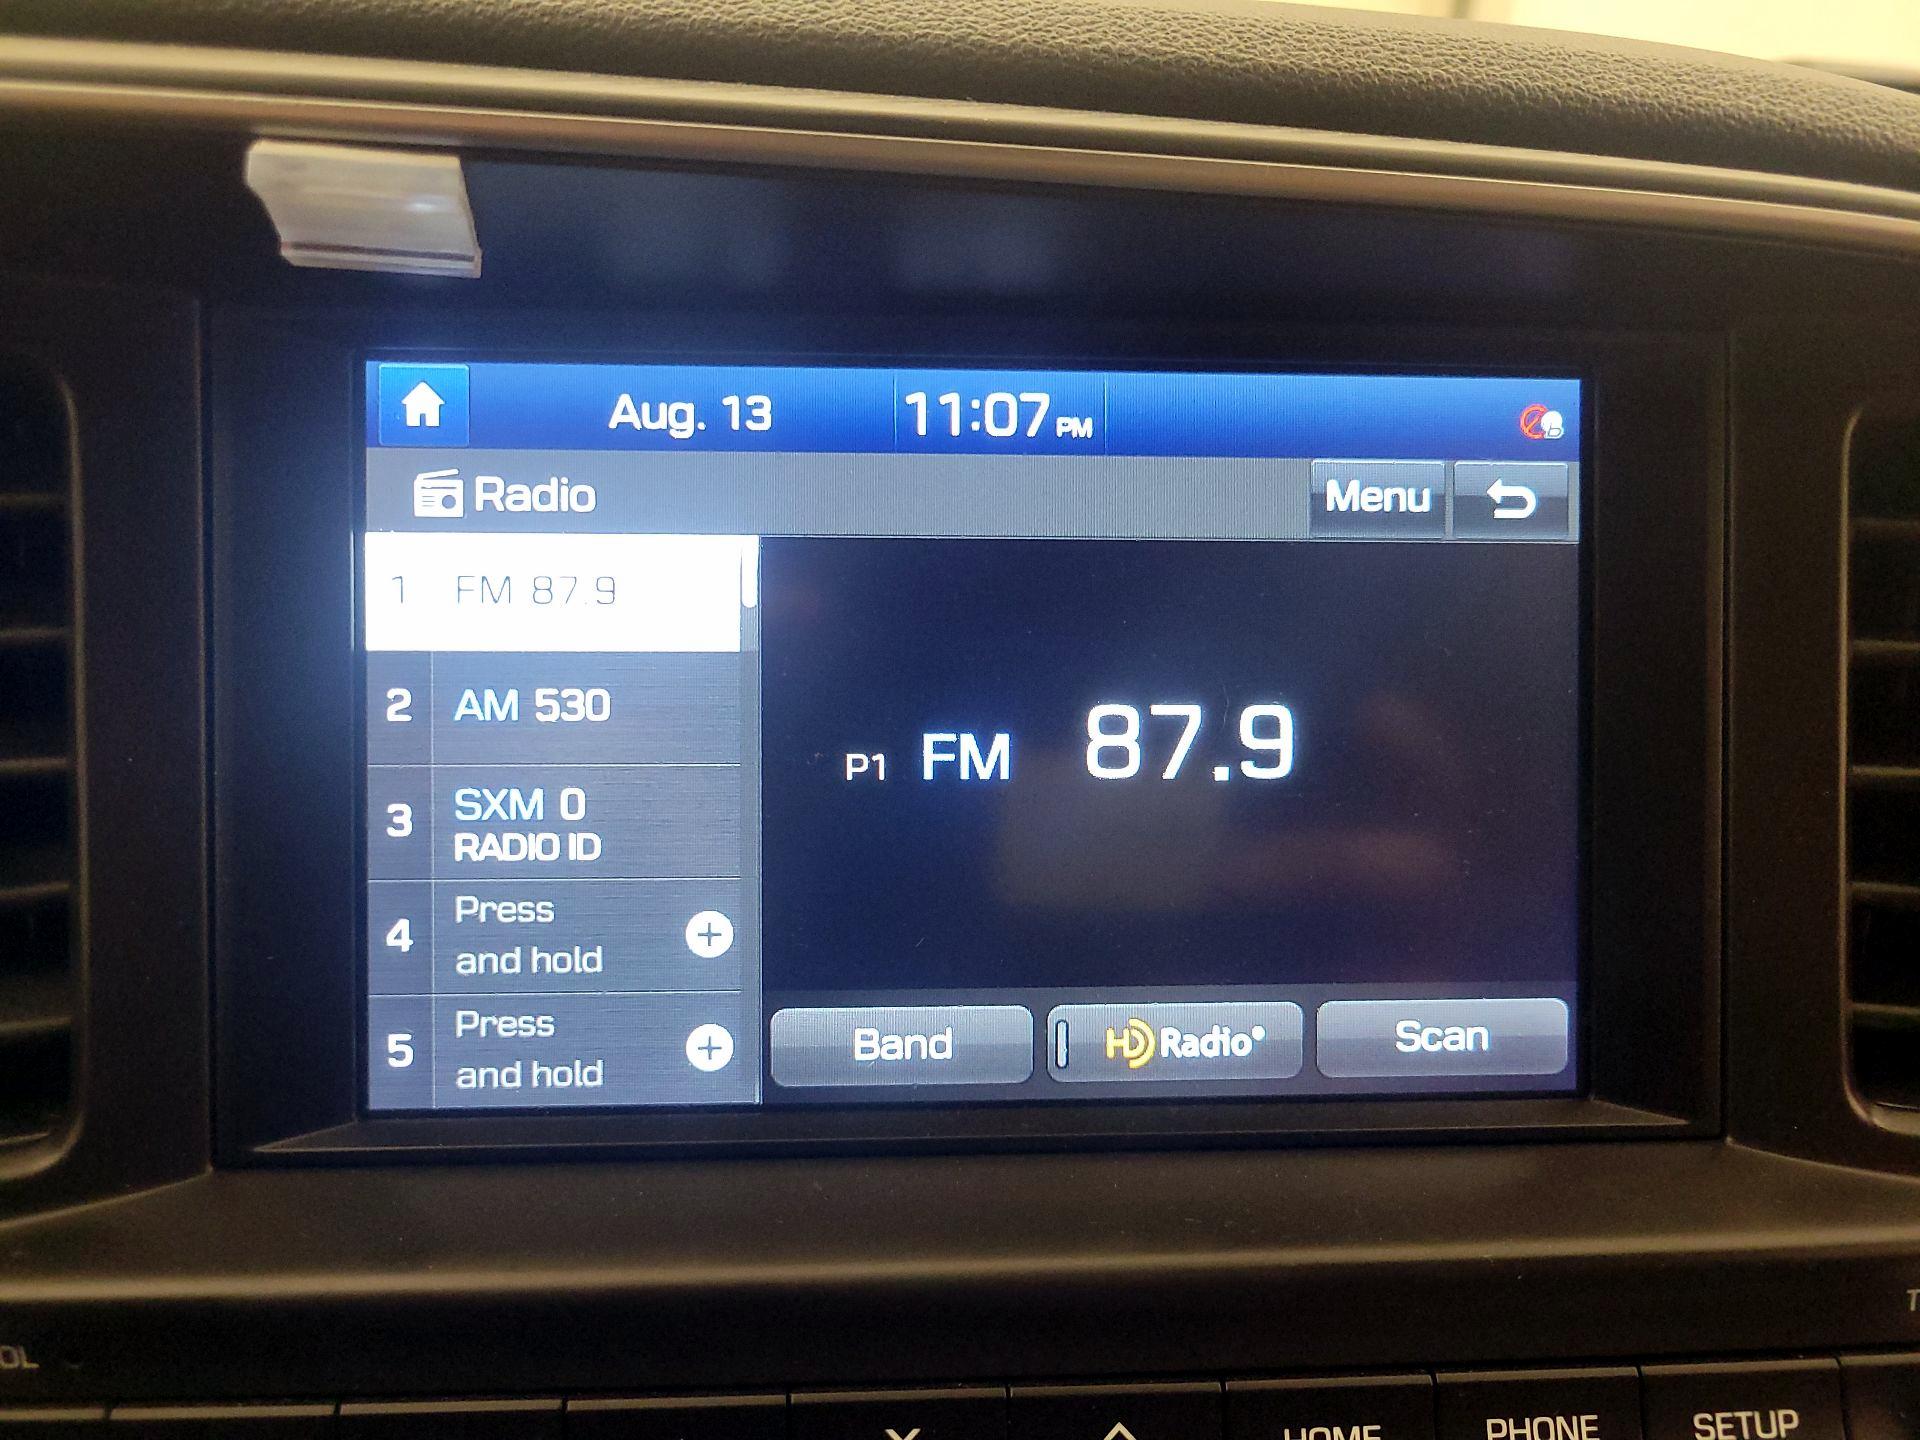 Aug. 13 11:07 PM
Radio Menu
1 FM 87.9
2 AM 530
3 SXM 0
RADIO ID
4 Press
and hold
5 Press
and hold
P1 FM 87.9
Band HD Radio Scan
HOME PHONE SETUP